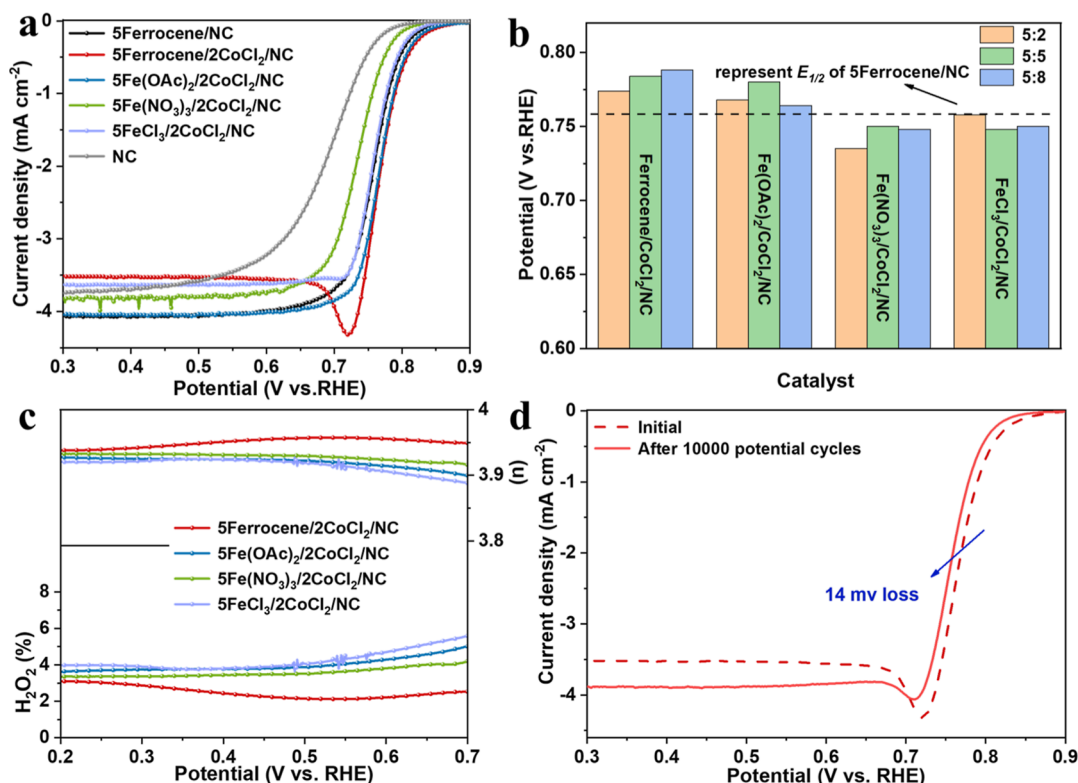 a
0
-1
-2
-3
-4
Current density (mA cm⁻²)
5Ferrocene/NC
5Ferrocene/2CoCl₂/NC
5Fe(OAc)₂/2CoCl₂/NC
5Fe(NO₃)₃/2CoCl₂/NC
5FeCl₃/2CoCl₂/NC
NC
0.3 0.4 0.5 0.6 0.7 0.8 0.9
Potential (V vs.RHE)
b
0.80
0.75
0.70
0.65
0.60
Potential (V vs.RHE)
5:2
5:5
5:8
represent E₁/₂ of 5Ferrocene/NC
Ferrocene/CoCl₂/NC
Fe(OAc)₂/CoCl₂/NC
Fe(NO₃)₃/CoCl₂/NC
FeCl₃/CoCl₂/NC
Catalyst
c
4
3.9
3.8
(n)
5Ferrocene/2CoCl₂/NC
5Fe(OAc)₂/2CoCl₂/NC
5Fe(NO₃)₃/2CoCl₂/NC
5FeCl₃/2CoCl₂/NC
8
6
4
2
0
H₂O₂ (%)
0.2 0.3 0.4 0.5 0.6 0.7
Potential (V vs. RHE)
d
0
-1
-2
-3
-4
Current density (mA cm⁻²)
Initial
After 10000 potential cycles
14 mv loss
0.3 0.4 0.5 0.6 0.7 0.8 0.9
Potential (V vs. RHE)